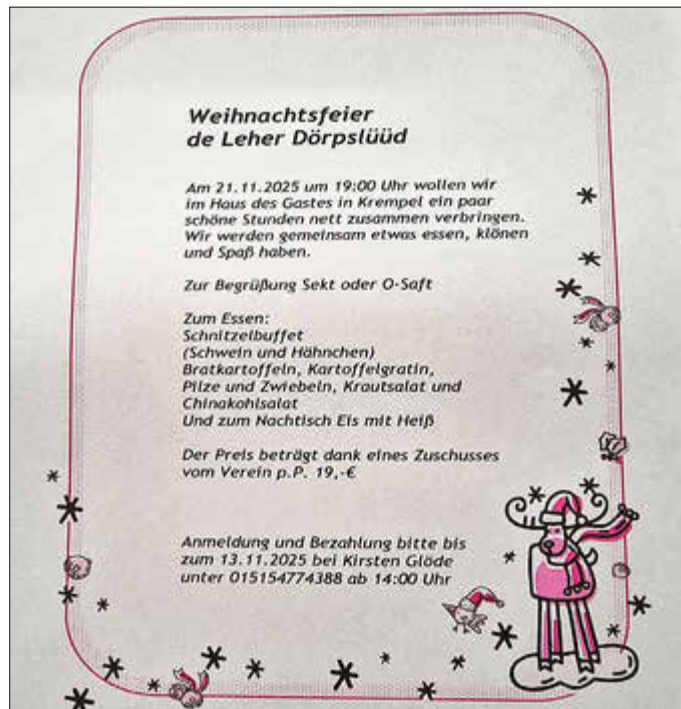 Weihnachtsfeier
de Leher Dörpslüüd
Am 21.11.2025 um 19:00 Uhr wollen wir
im Haus des Gastes in Krempel ein paar
schöne Stunden nett zusammen verbringen.
Wir werden gemeinsam etwas essen, klönen
und Spaß haben.
Zur Begrüßung Sekt oder O-Saft
Zum Essen:
Schnitzelbuffet
(Schwein und Hähnchen)
Bratkartoffeln, Kartoffelgratin,
Pilze und Zwiebeln, Krautsalat und
Chinakohlsalat
Und zum Nachtisch Eis mit Heiß
Der Preis beträgt dank eines Zuschusses
vom Verein p.P. 19,-€
Anmeldung und Bezahlung bitte bis
zum 13.11.2025 bei Kirsten Glöde
unter 015154774388 ab 14:00 Uhr